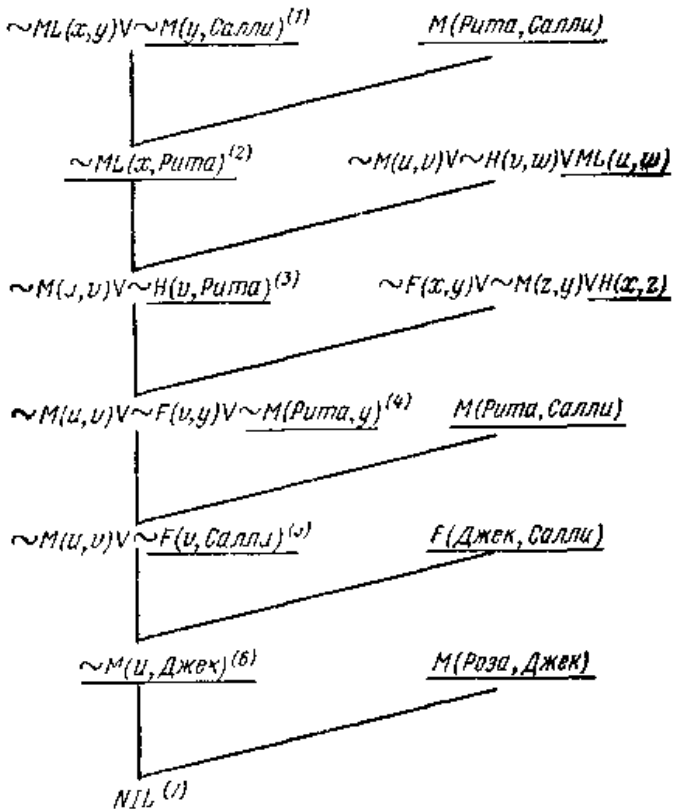 ~ML(x,y)V~M(y,Салли)(1) M(Рита,Салли)
~ML(x,Рита)(2) ~M(u,v)V~H(v,w)VML(u,w)
~M(u,v)V~H(v,Рита)(3) ~F(x,y)V~M(z,y)VH(x,z)
~M(u,v)V~F(v,y)V~M(Рита,y)(4) M(Рита,Салли)
~M(u,v)V~F(v,Салли)(5) F(Джек,Салли)
~M(u,Джек)(6) M(Роза,Джек)
NIL(7)